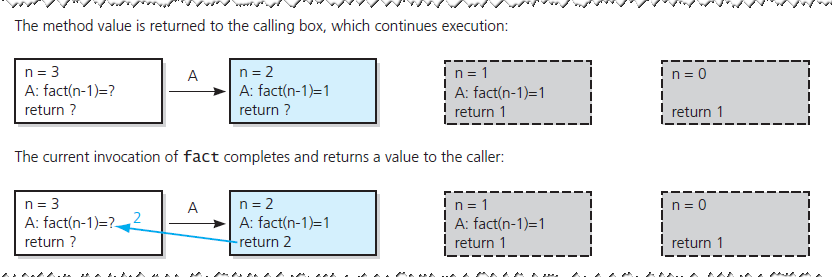 The method value is returned to the calling box, which continues execution:
n = 3
A: fact(n-1)=?
return ?
A
n = 2
A: fact(n-1)=1
return ?
n = 1
A: fact(n-1)=1
return 1
n = 0
return 1
The current invocation of fact completes and returns a value to the caller:
n = 3
A: fact(n-1)=?
return ?
2
A
n = 2
A: fact(n-1)=1
return 2
n = 1
A: fact(n-1)=1
return 1
n = 0
return 1